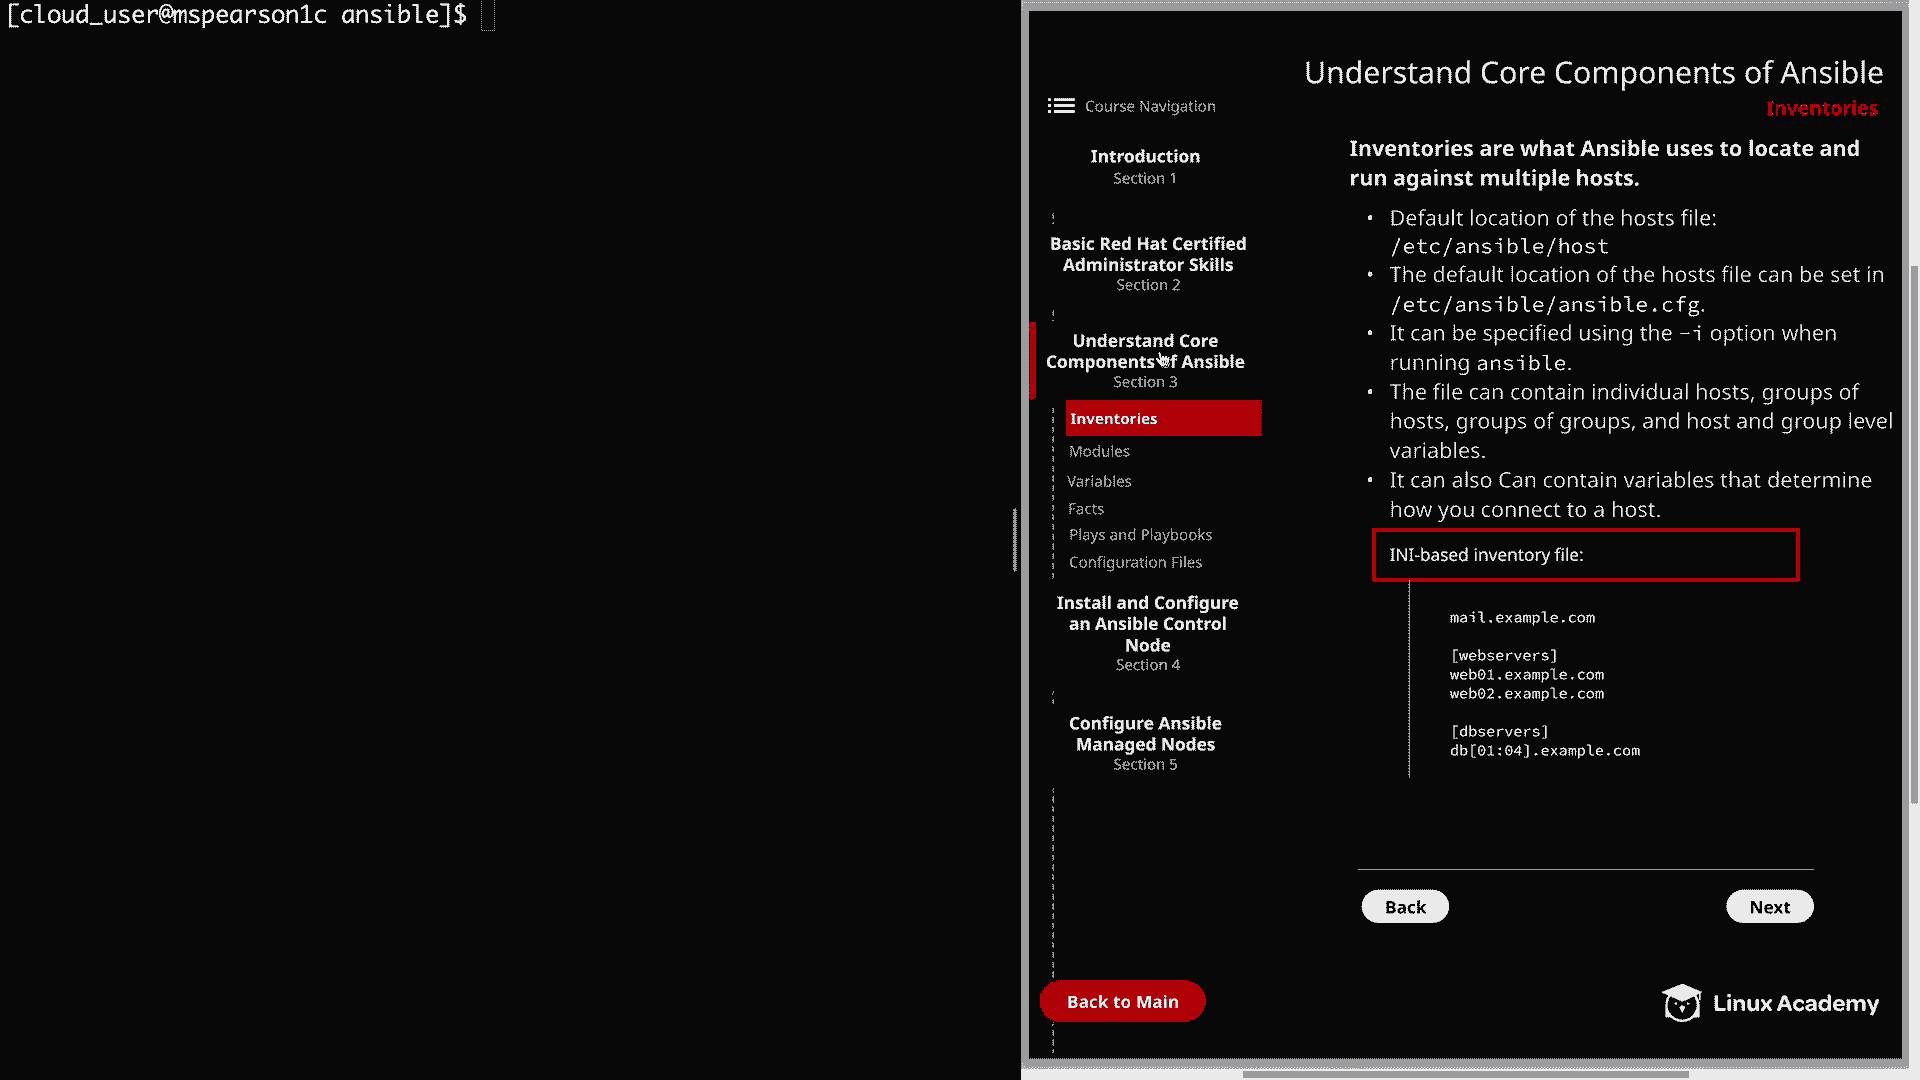 [cloud_user@mspearson1c ansible]$
Understand Core Components of Ansible
Inventories
Course Navigation
Introduction
Section 1
Basic Red Hat Certified
Administrator Skills
Section 2
Understand Core
Components of Ansible
Section 3
Inventories
Modules
Variables
Facts
Plays and Playbooks
Configuration Files
Install and Configure
an Ansible Control
Node
Section 4
Configure Ansible
Managed Nodes
Section 5
Back to Main
Inventories are what Ansible uses to locate and
run against multiple hosts.
• Default location of the hosts file:
/etc/ansible/host
• The default location of the hosts file can be set in
/etc/ansible/ansible.cfg.
• It can be specified using the -i option when
running ansible.
• The file can contain individual hosts, groups of
hosts, groups of groups, and host and group level
variables.
• It can also Can contain variables that determine
how you connect to a host.
INI-based inventory file:
mail.example.com
[webservers]
web01.example.com
web02.example.com
[dbservers]
db[01:04].example.com
Back
Next
Linux Academy